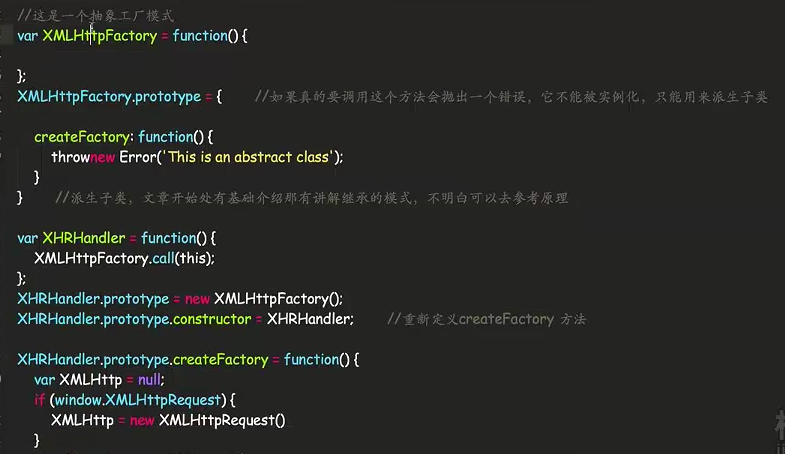 //这是一个抽象工厂模式
var XMLHttpFactory = function() {
};
XMLHttpFactory.prototype = { //如果真的要调用这个方法会抛出一个错误，它不能被实例化，只能用来派生子类
createFactory: function() {
thrownew Error('This is an abstract class');
}
} //派生子类，文章开始处有基础介绍那有讲解继承的模式，不明白可以去参考原理
var XHRHandler = function() {
XMLHttpFactory.call(this);
};
XHRHandler.prototype = new XMLHttpFactory();
XHRHandler.prototype.constructor = XHRHandler; //重新定义createFactory 方法
XHRHandler.prototype.createFactory = function() {
var XMLHttp = null;
if (window.XMLHttpRequest) {
XMLHttp = new XMLHttpRequest()
}